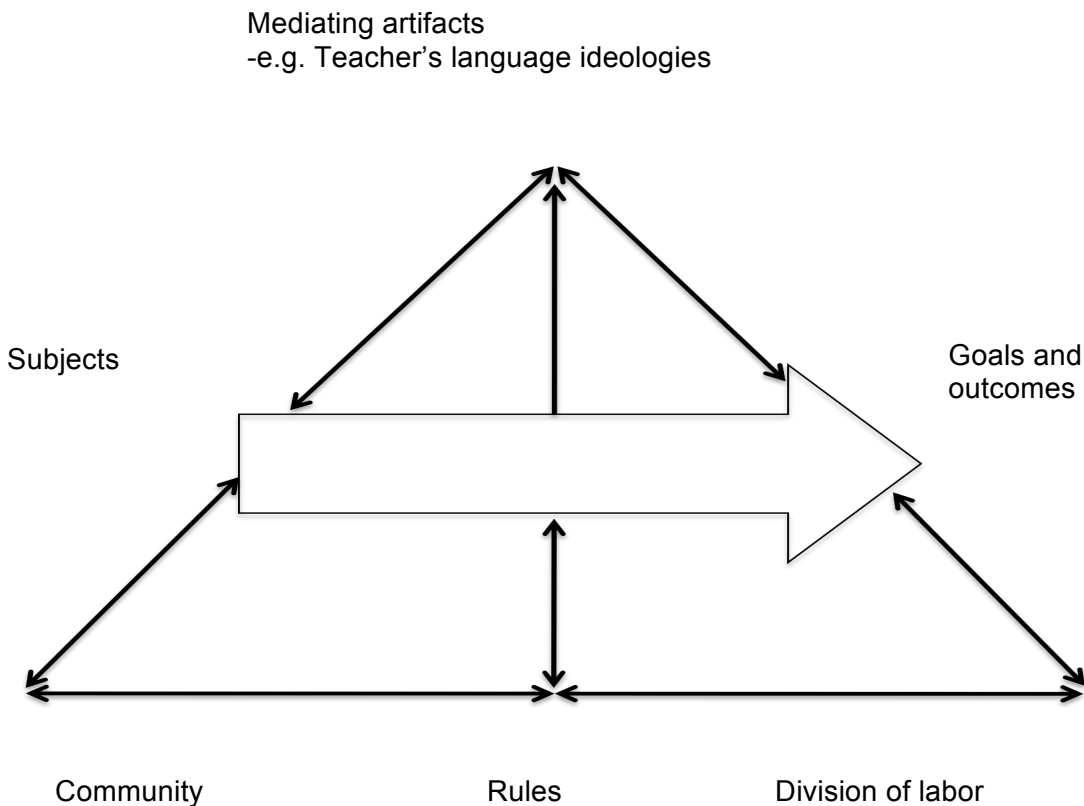 Mediating artifacts
-e.g. Teacher’s language ideologies
Subjects
Goals and
outcomes
Community
Rules
Division of labor